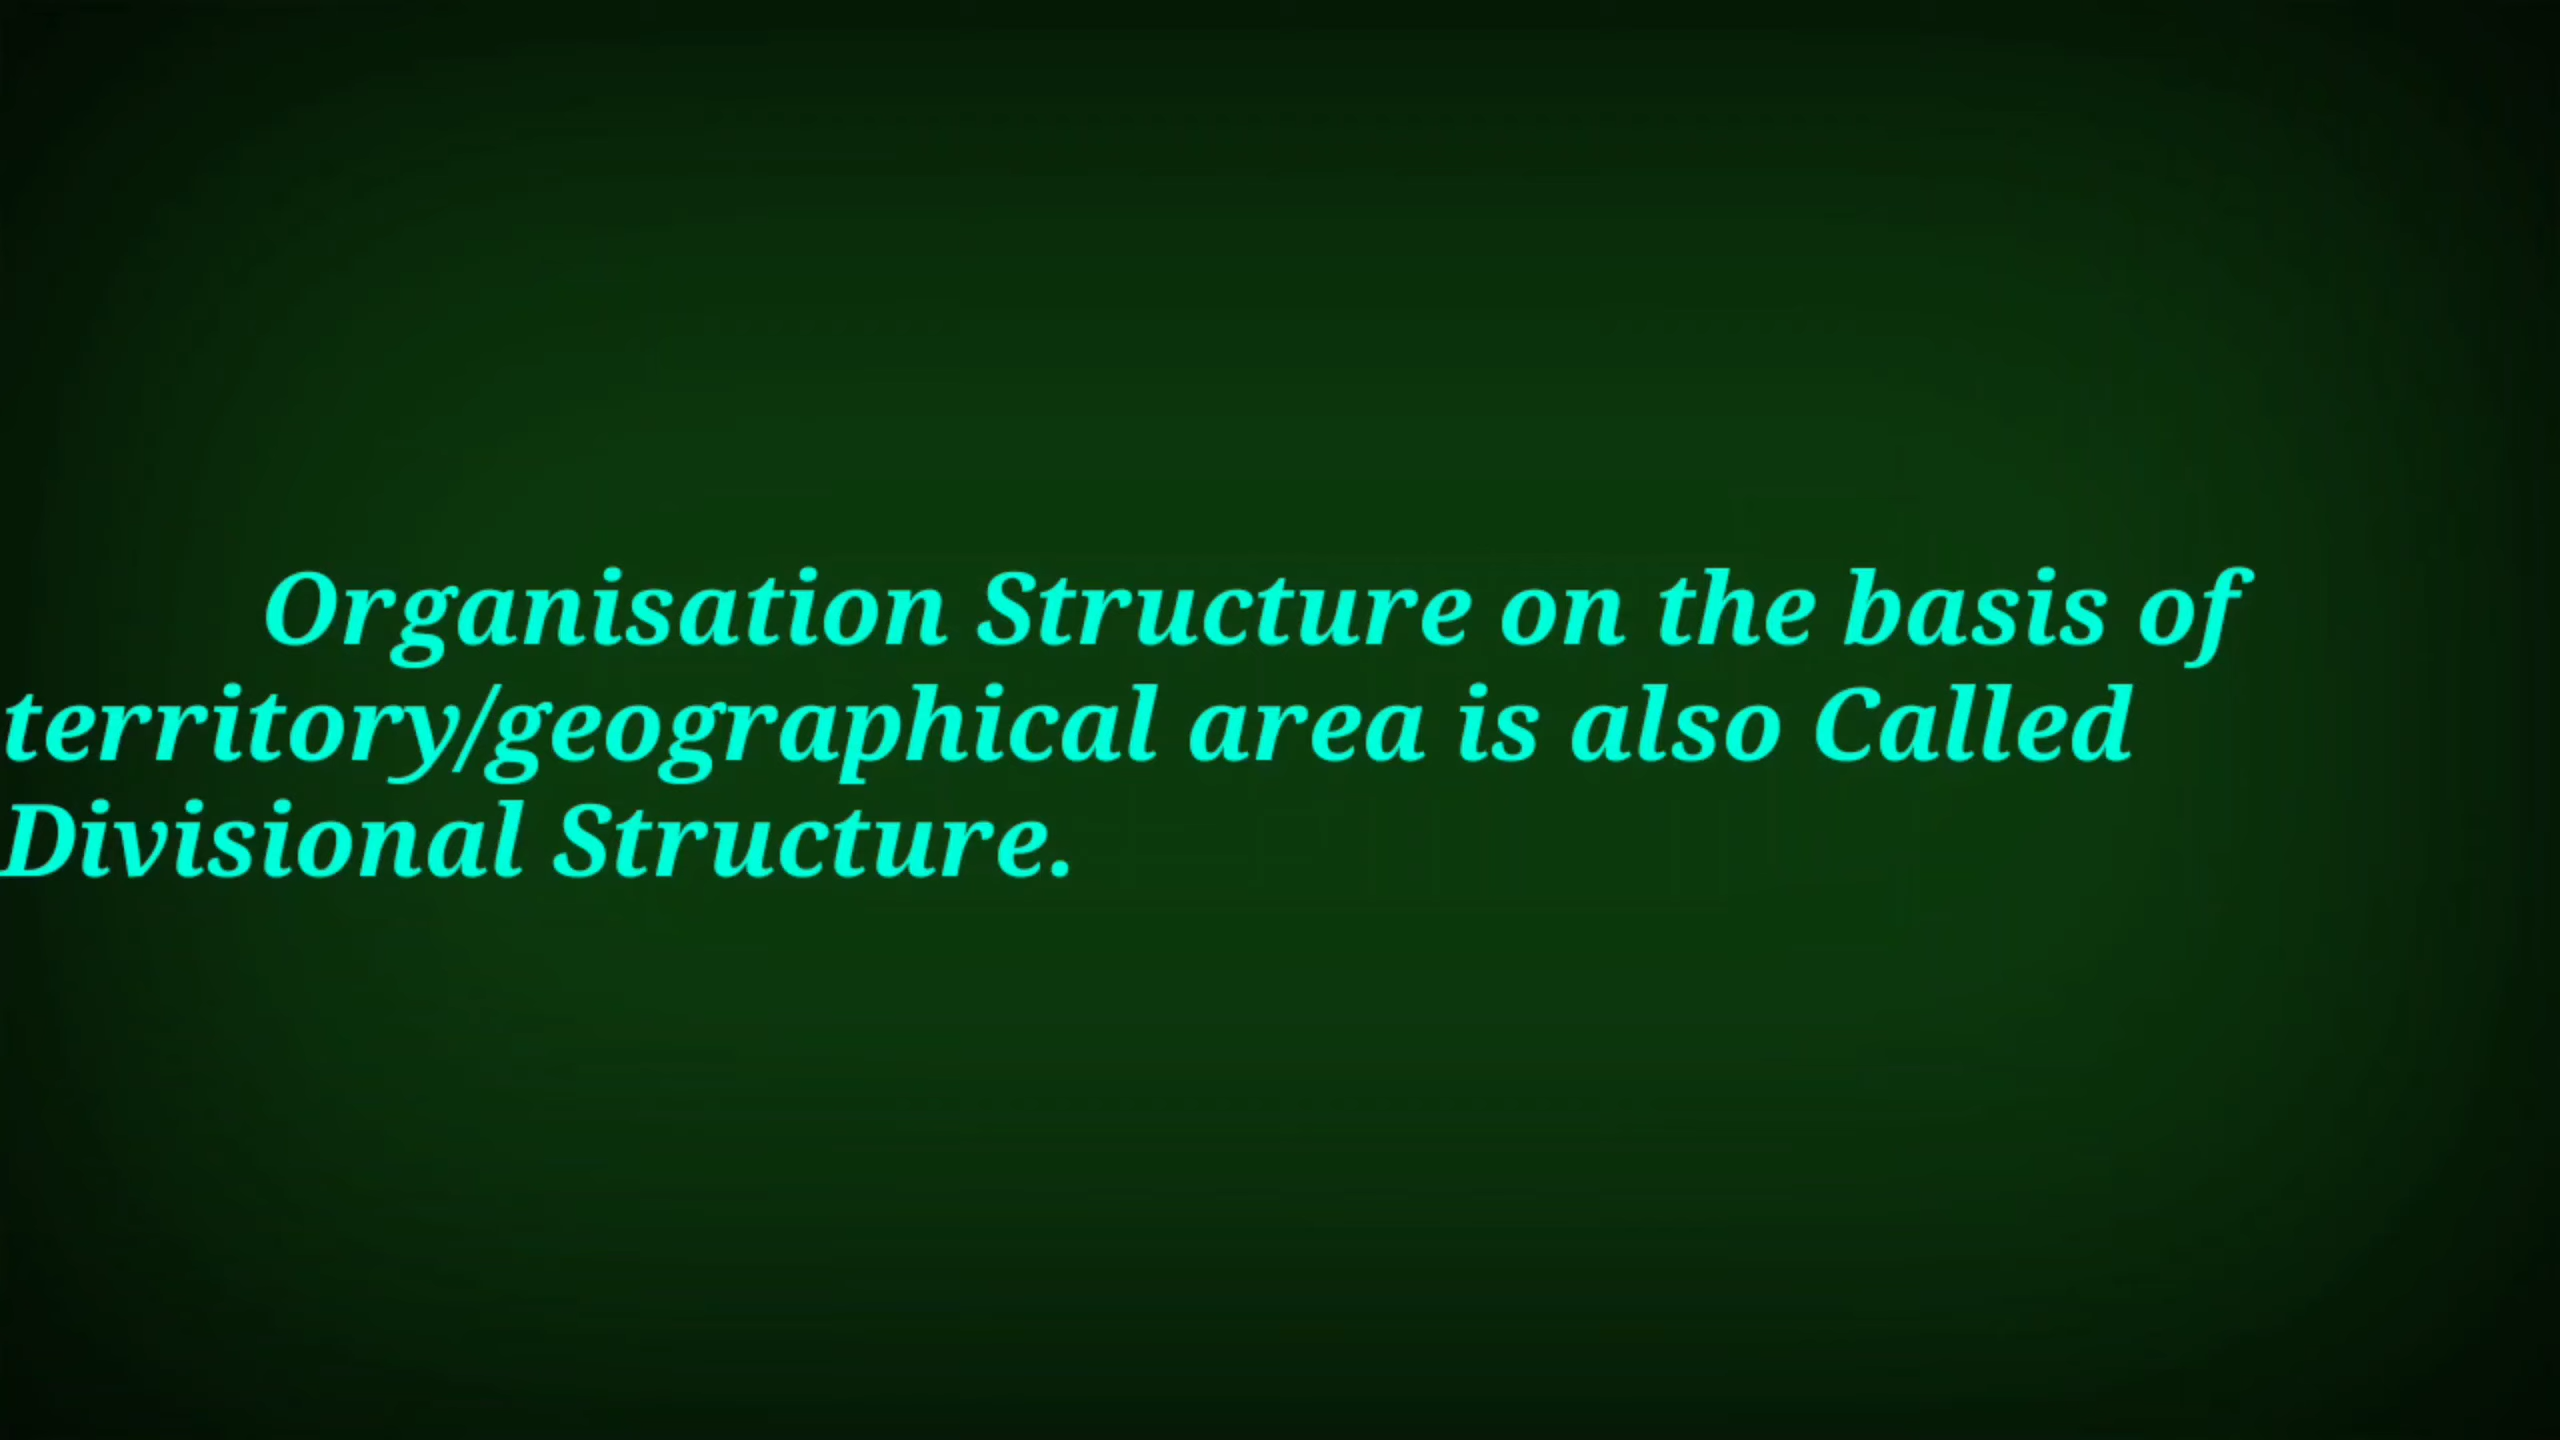 Organisation Structure on the basis of
territory/geographical area is also Called
Divisional Structure.